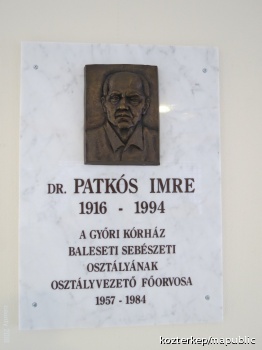 DR. PATKÓS IMRE
1916 - 1994
A GYŐRI KÓRHÁZ
BALESETI SEBÉSZETI
OSZTÁLYÁNAK
OSZTÁLYVEZETŐ FŐORVOSA
1957 - 1984
kozterkep/mapublic